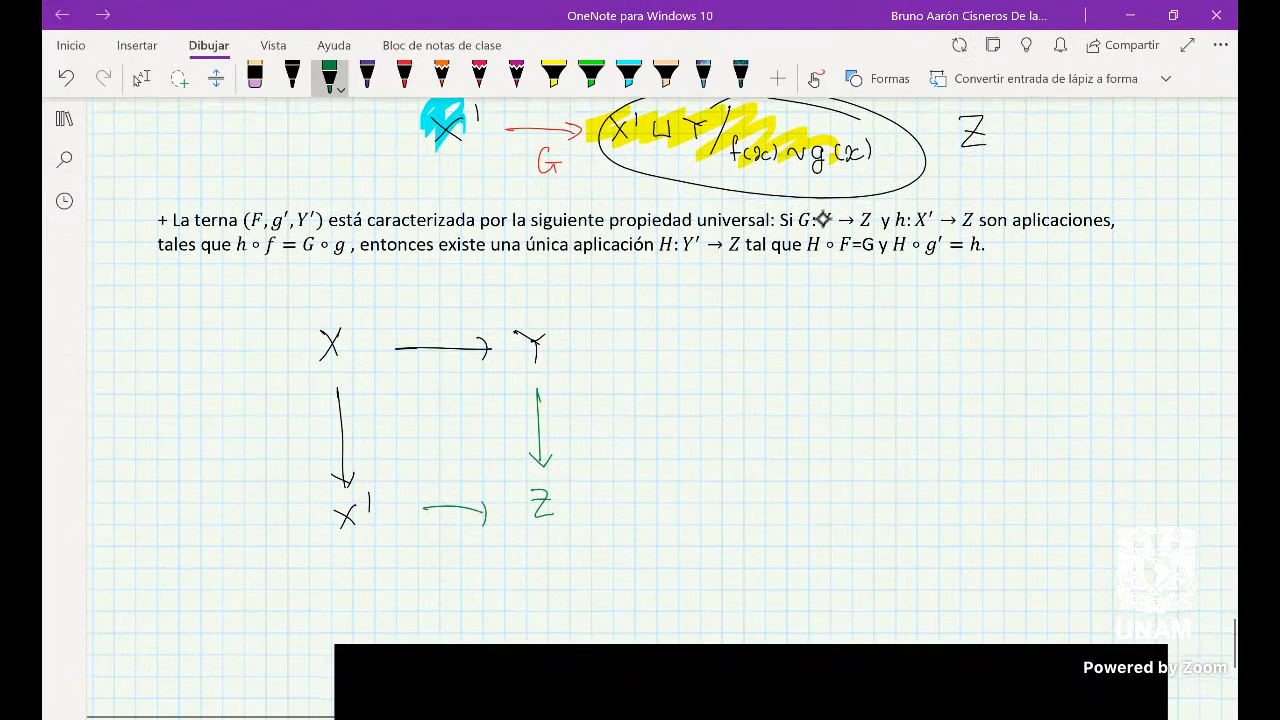 OneNote para Windows 10
Bruno Aarón Cisneros De la...
Inicio Insertar Dibujar Vista Ayuda Bloc de notas de clase
Compartir
Formas
Convertir entrada de lápiz a forma
X' → X' ⊔ Y / f(x) ~ g(x) Z
G
+ La terna (F, g', Y') está caracterizada por la siguiente propiedad universal: Si G: → Z y h: X' → Z son aplicaciones,
tales que h ∘ f = G ∘ g , entonces existe una única aplicación H: Y' → Z tal que H ∘ F=G y H ∘ g' = h.
X → Y
↓ ↓
X' → Z
UNAM
Powered by Zoom